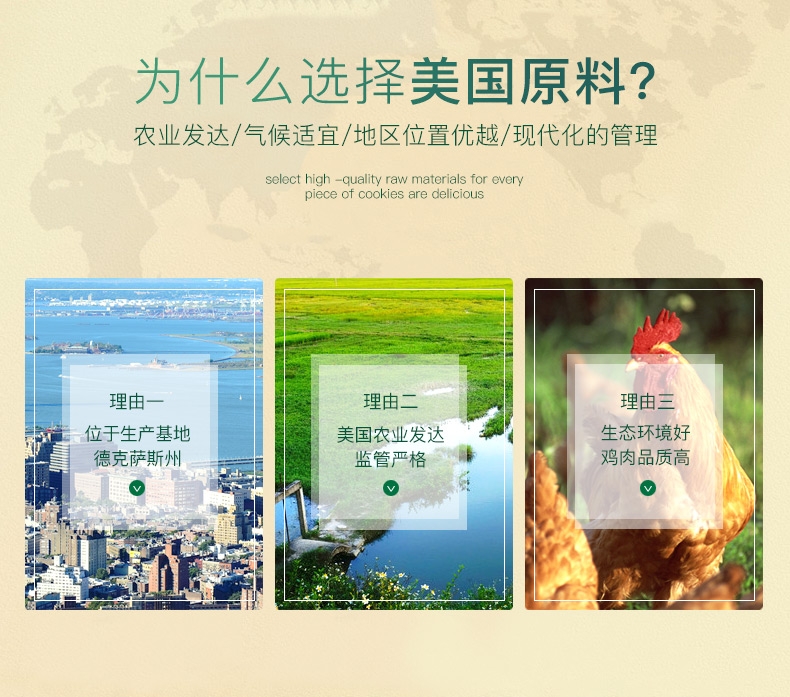 为什么选择美国原料?
农业发达/气候适宜/地区位置优越/现代化的管理
select high -quality raw materials for every
piece of cookies are delicious
理由一
位于生产基地
德克萨斯州
理由二
美国农业发达
监管严格
理由三
生态环境好
鸡肉品质高